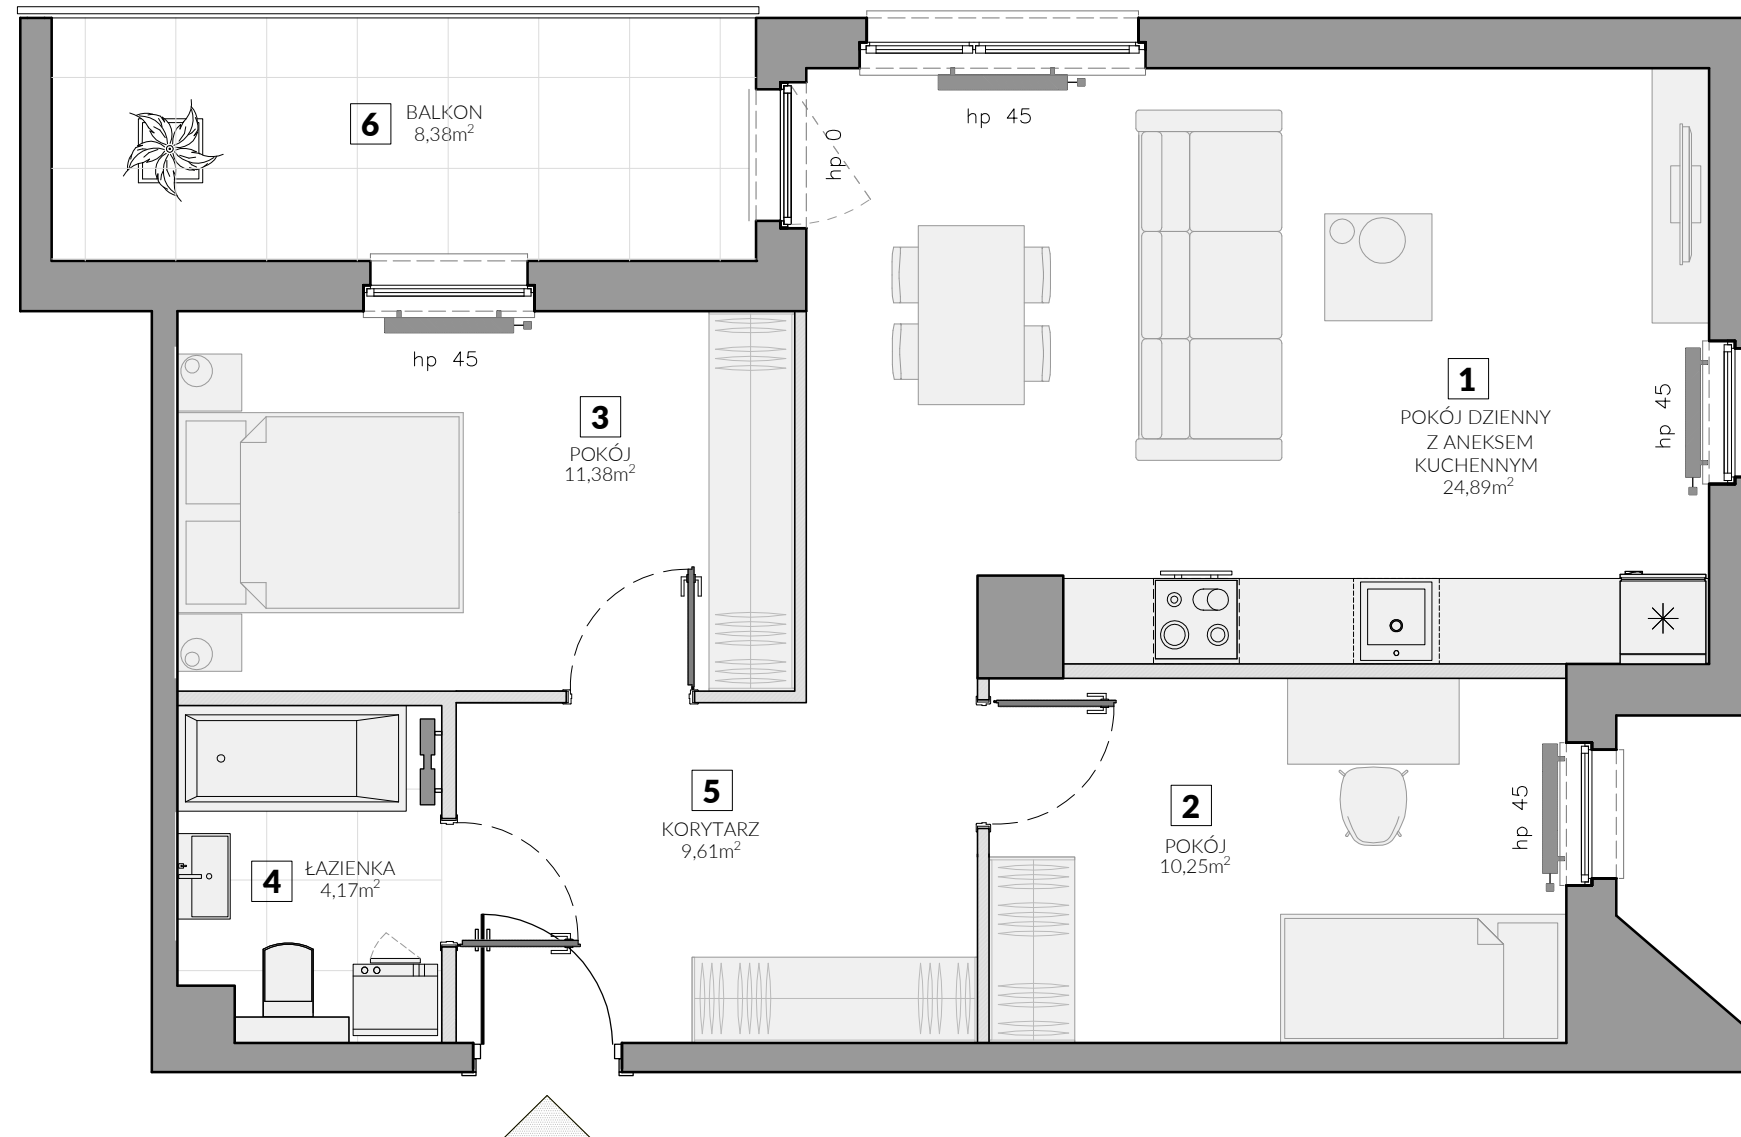 6
BALKON
8,38m²
hp 0
hp 45
hp 45
3
POKÓJ
11,38m²
1
POKÓJ DZIENNY
Z ANEKSEM
KUCHENNYM
24,89m²
hp 45
5
KORYTARZ
9,61m²
2
POKÓJ
10,25m²
hp 45
4
ŁAZIENKA
4,17m²